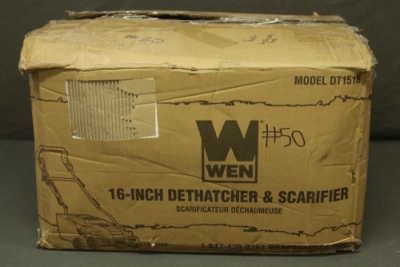 MODEL DT1516
W
WEN
#50
16-INCH DETHATCHER & SCARIFIER
SCARIFICATEUR DÉCHAUMEUSE